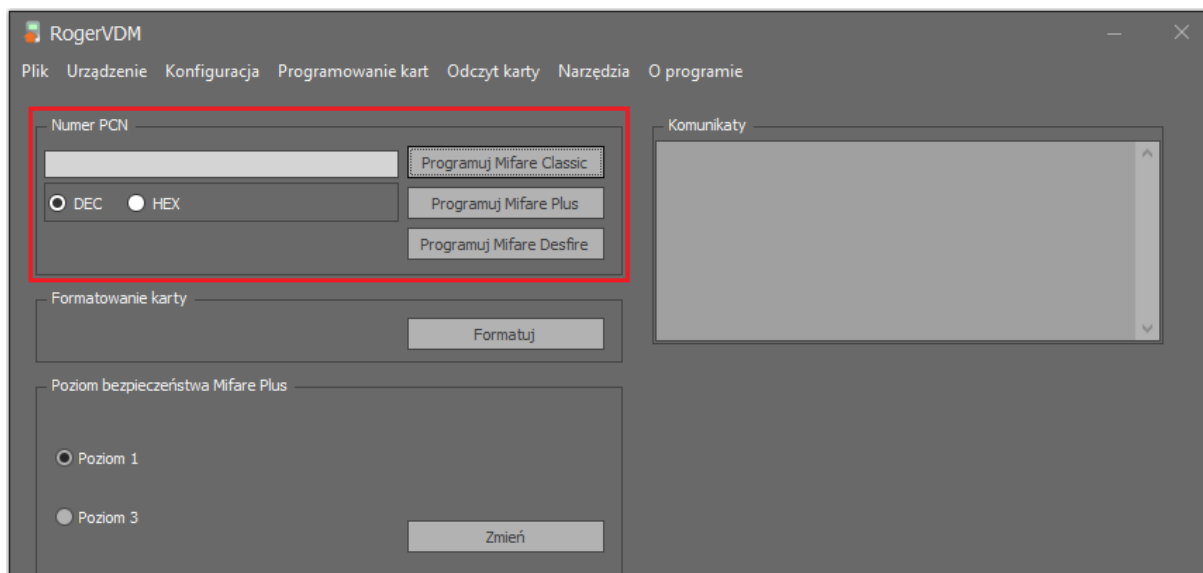 RogerVDM
Plik Urządzenie Konfiguracja Programowanie kart Odczyt karty Narzędzia O programie
Numer PCN
Programuj Mifare Classic
DEC HEX
Programuj Mifare Plus
Programuj Mifare Desfire
Komunikaty
Formatowanie karty
Formatuj
Poziom bezpieczeństwa Mifare Plus
Poziom 1
Poziom 3
Zmień